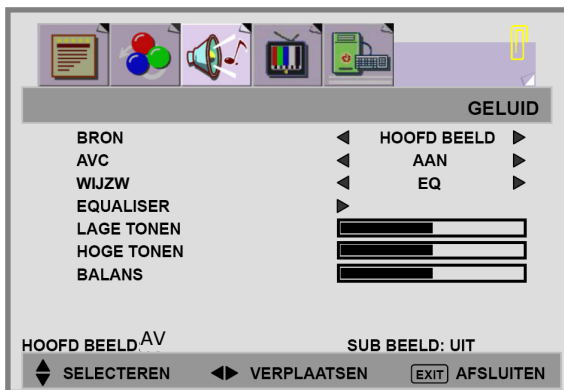 GELUID
BRON HOOFD BEELD
AVC AAN
WIJZW EQ
EQUALISER
LAGE TONEN
HOGE TONEN
BALANS
HOOFD BEELD AV SUB BEELD: UIT
SELECTEREN VERPLAATSEN EXIT AFSLUITEN